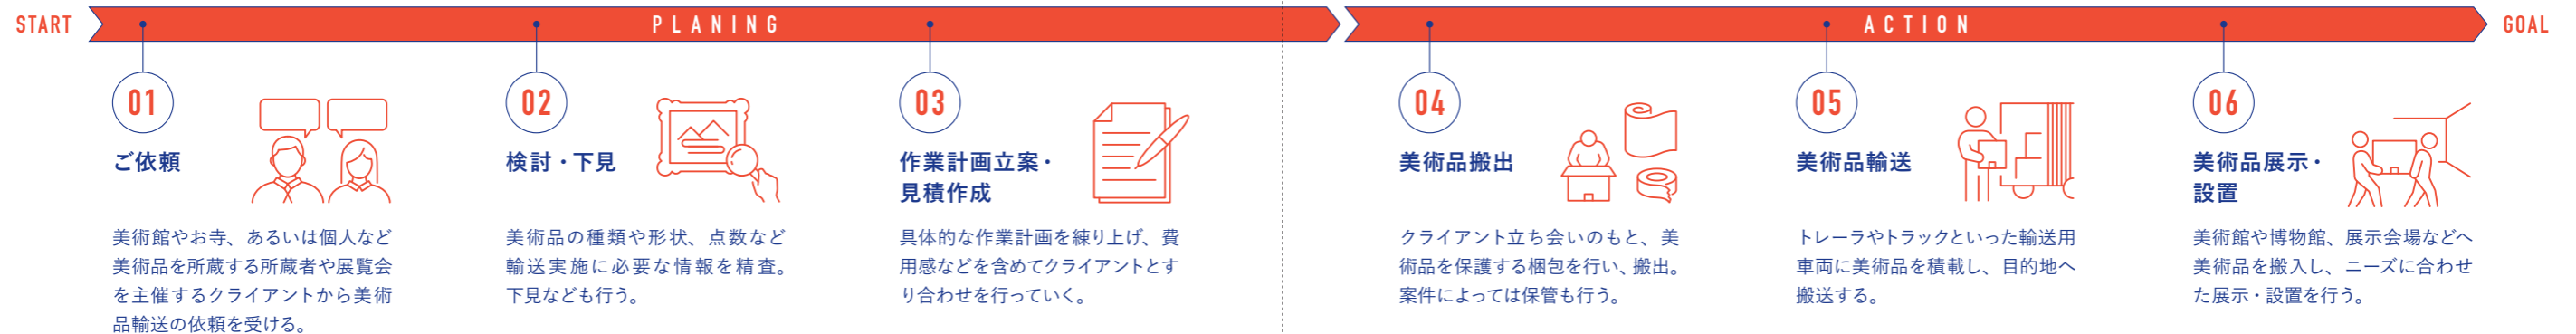 START
PLANING
ACTION
GOAL
01
ご依頼
美術館やお寺、あるいは個人など
美術品を所蔵する所蔵者や展覧会
を主催するクライアントから美術
品輸送の依頼を受ける。
02
検討・下見
美術品の種類や形状、点数など
輸送実施に必要な情報を精査。
下見なども行う。
03
作業計画立案・
見積作成
具体的な作業計画を練り上げ、費
用感などを含めてクライアントとす
り合わせを行っていく。
04
美術品搬出
クライアント立ち会いのもと、美
術品を保護する梱包を行い、搬出。
案件によっては保管も行う。
05
美術品輸送
トレーラやトラックといった輸送用
車両に美術品を積載し、目的地へ
搬送する。
06
美術品展示・
設置
美術館や博物館、展示会場などへ
美術品を搬入し、ニーズに合わせ
た展示・設置を行う。